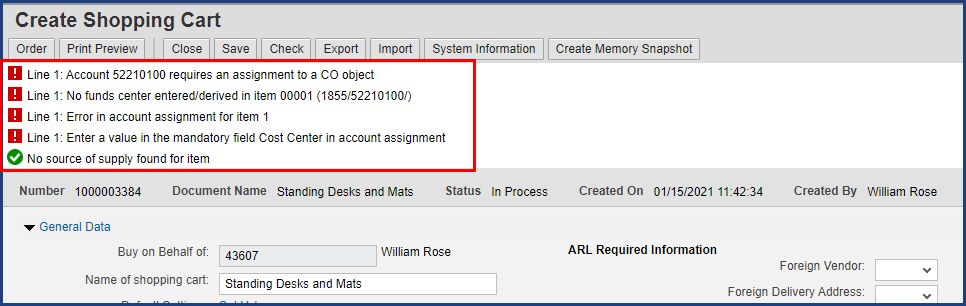 Create Shopping Cart
Order Print Preview Close Save Check Export Import System Information Create Memory Snapshot
Line 1: Account 52210100 requires an assignment to a CO object
Line 1: No funds center entered/derived in item 00001 (1855/52210100/)
Line 1: Error in account assignment for item 1
Line 1: Enter a value in the mandatory field Cost Center in account assignment
No source of supply found for item
Number 1000003384 Document Name Standing Desks and Mats Status In Process Created On 01/15/2021 11:42:34 Created By William Rose
General Data
Buy on Behalf of: 43607 William Rose ARL Required Information
Foreign Vendor:
Name of shopping cart: Standing Desks and Mats
Foreign Delivery Address: